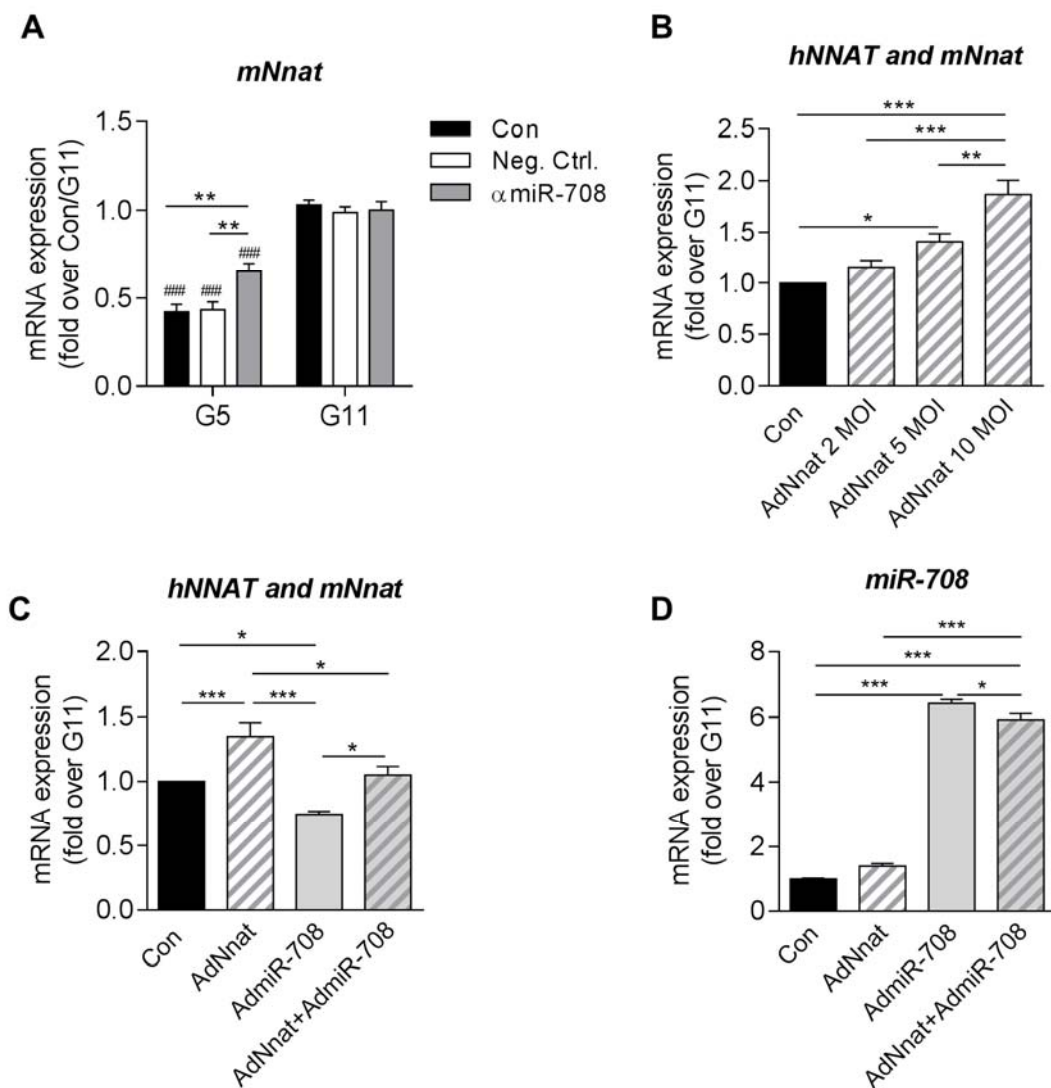 A
mNnat
mRNA expression
(fold over Con/G11)
1.5
1.0
0.5
0.0
**
**
###
###
###
G5
G11
Con
Neg. Ctrl.
αmiR-708
B
hNNAT and mNnat
mRNA expression
(fold over G11)
2.5
2.0
1.5
1.0
0.5
0.0
***
***
**
*
Con
AdNnat 2 MOI
AdNnat 5 MOI
AdNnat 10 MOI
C
hNNAT and mNnat
mRNA expression
(fold over G11)
2.0
1.5
1.0
0.5
0.0
*
*
***
***
*
Con
AdNnat
AdmiR-708
AdNnat+AdmiR-708
D
miR-708
mRNA expression
(fold over G11)
8
6
4
2
0
***
***
***
*
Con
AdNnat
AdmiR-708
AdNnat+AdmiR-708